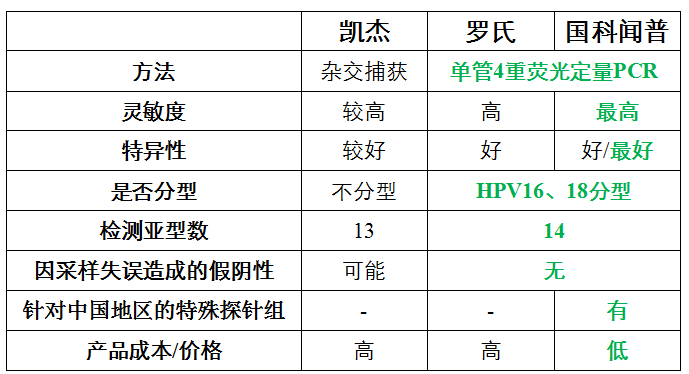 凯杰 罗氏 国科闻普
方法 杂交捕获 单管4重荧光定量PCR
灵敏度 较高 高 最高
特异性 较好 好 好/最好
是否分型 不分型 HPV16、18分型
检测亚型数 13 14
因采样失误造成的假阴性 可能 无
针对中国地区的特殊探针组 - - 有
产品成本/价格 高 高 低